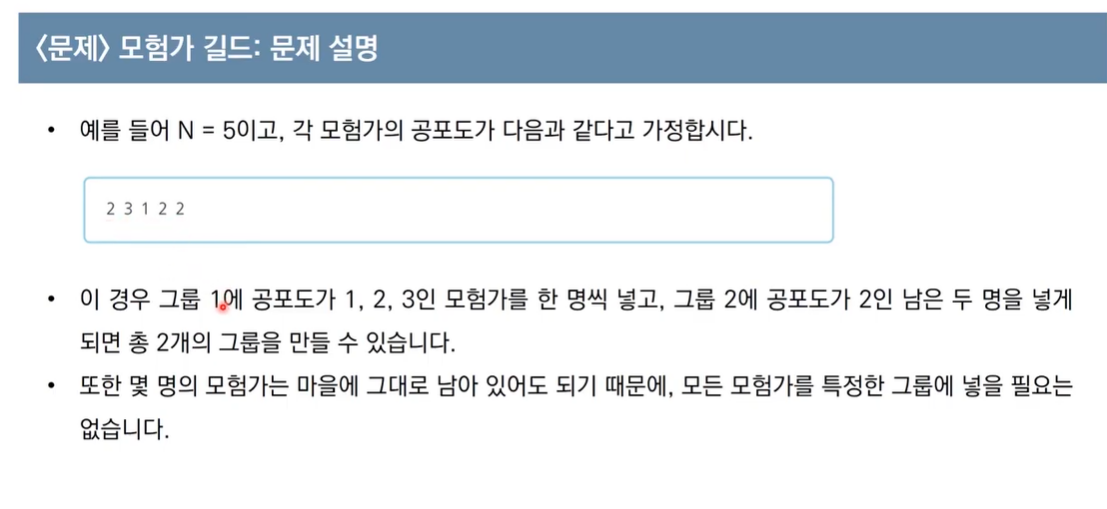 <문제> 모험가 길드: 문제 설명
• 예를 들어 N = 5이고, 각 모험가의 공포도가 다음과 같다고 가정합시다.
2 3 1 2 2
• 이 경우 그룹 1에 공포도가 1, 2, 3인 모험가를 한 명씩 넣고, 그룹 2에 공포도가 2인 남은 두 명을 넣게
되면 총 2개의 그룹을 만들 수 있습니다.
• 또한 몇 명의 모험가는 마을에 그대로 남아 있어도 되기 때문에, 모든 모험가를 특정한 그룹에 넣을 필요는
없습니다.